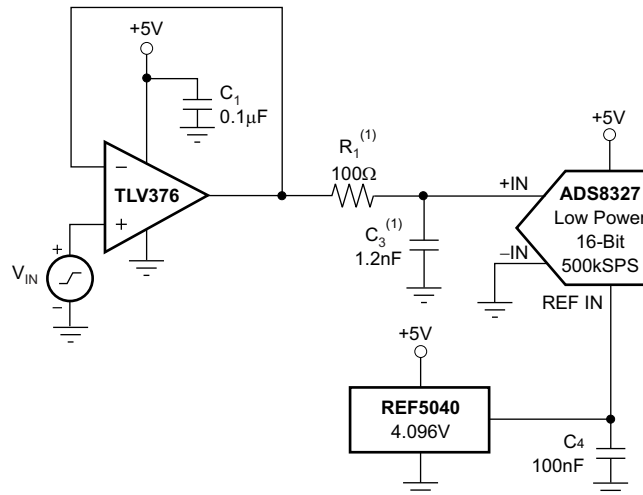 +5V
C1
0.1μF
−
TLV376
+
+
VIN
−
R1(1)
100Ω
C3(1)
1.2nF
+5V
+IN
ADS8327
Low Power
16-Bit
500kSPS
−IN
REF IN
+5V
REF5040
4.096V
C4
100nF